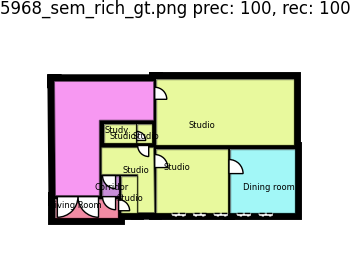 5968_sem_rich_gt.png prec: 100, rec: 100
Studio
Study
Studio
Studio
Studio
Studio
Corridor
Dining room
Studio
Living Room